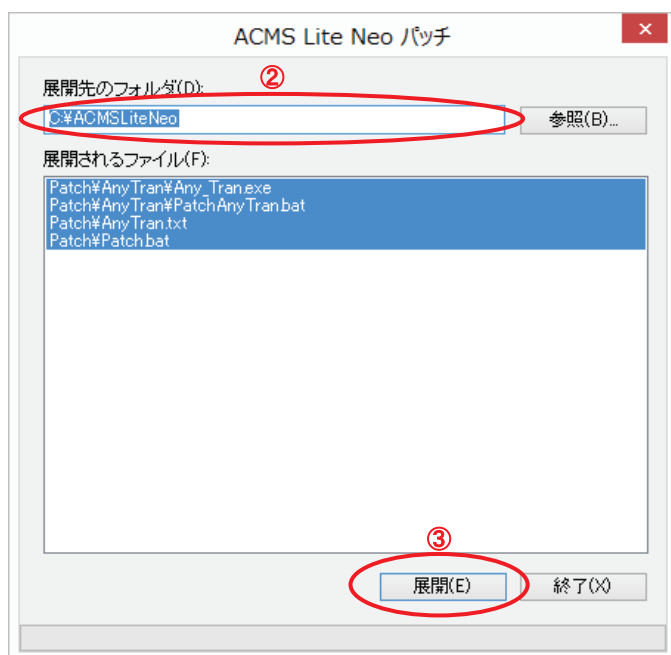 ACMS Lite Neo パッチ
×
展開先のフォルダ(D):
②
C:¥ACMSLiteNeo
参照(B)...
展開されるファイル(F):
Patch¥AnyTran¥Any_Tran.exe
Patch¥AnyTran¥PatchAnyTran.bat
Patch¥AnyTran.txt
Patch¥Patch.bat
③
展開(E)
終了(X)